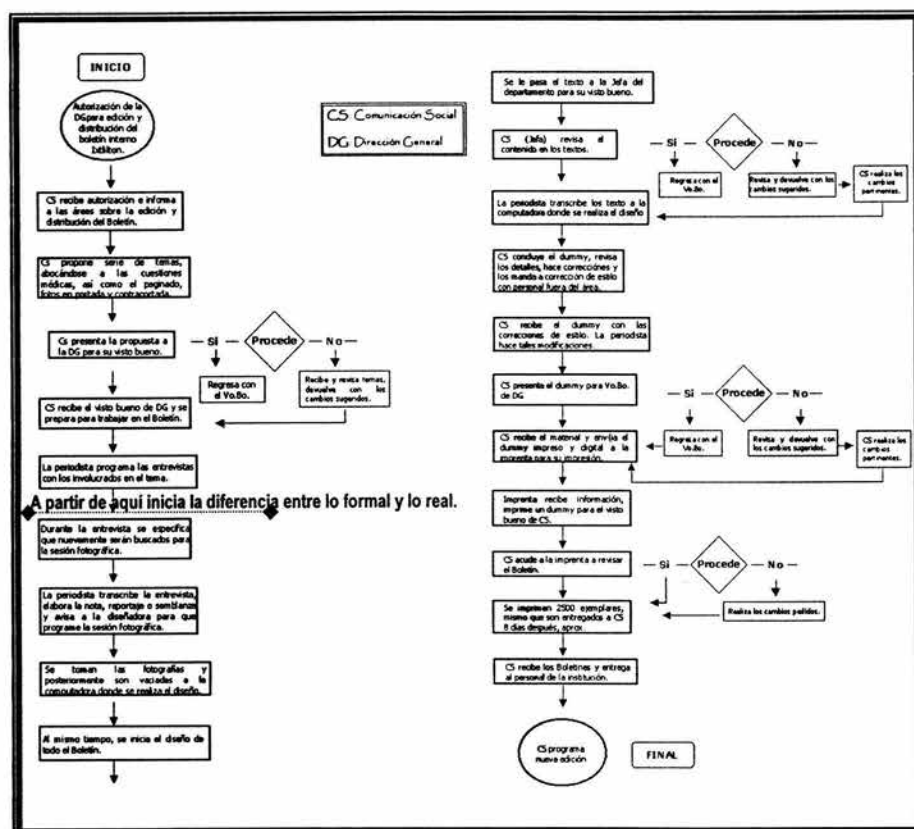 INICIO
Autorización de la
DG para edición y
distribución del
boletín interno
CS: Comunicación Social
DG: Dirección General
CS recibe autorización e informa
a las áreas sobre la edición y
distribución del Boletín.
CS propone serie de temas,
abocándose a las cuestiones
médicas, así como el paginado,
fotos en portada y contraportada.
Cs presenta la propuesta a
la DG para su visto bueno.
Si
Procede
No
Regresa con
el Vo.Bo.
Recibe y revisa temas,
devuelve con los
cambios sugeridos.
CS recibe el visto bueno de DG y se
prepara para trabajar en el Boletín.
La periodista programa las entrevistas
con los involucrados en el tema.
A partir de aquí inicia la diferencia entre lo formal y lo real.
Durante la entrevista se especifica
que nuevamente serán buscados para
la sesión fotográfica.
La periodista transcribe la entrevista,
elabora la nota, reportaje o semblanza
y avisa a la diseñadora para que
programe la sesión fotográfica.
Se toman las fotografías y
posteriormente son vaciadas a la
computadora donde se realiza el diseño.
Al mismo tiempo, se inicia el diseño de
todo el Boletín.
Se le pasa el texto a la Jefa del
departamento para su visto bueno.
CS (Jefa) revisa el
contenido en los textos.
Si
Procede
No
Regresa con el
Vo.Bo.
Revisa y devuelve con los
cambios sugeridos.
CS realiza los
cambios
pertinentes.
La periodista transcribe los texto a la
computadora donde se realiza el diseño
CS concluye el dummy, revisa
los detalles, hace correcciones y
los manda a corrección de estilo
con personal fuera del área.
CS recibe el dummy con las
correcciones de estilo. La periodista
hace tales modificaciones.
CS presenta el dummy para Vo.Bo.
de DG
Si
Procede
No
Regresa con el
Vo.Bo.
Revisa y devuelve con
los cambios sugeridos.
CS realiza los
cambios
pertinentes.
CS recibe el material y envía el
dummy impreso y digital a la
imprenta para su impresión.
Imprenta recibe información,
imprime un dummy para el visto
bueno de CS.
CS acude a la imprenta a revisar
el Boletín.
Si
Procede
No
Realiza los cambios pedidos.
Se imprimen 2500 ejemplares,
mismo que son entregados a CS
8 días después, aprox.
CS recibe los Boletines y entrega
al personal de la institución.
CS programa
nueva edición
FINAL